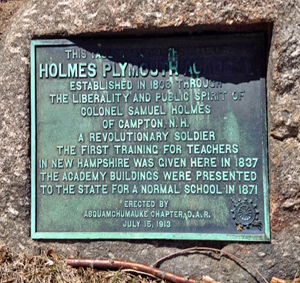 THIS
HOLMES PLYMOUTH
ESTABLISHED IN 1808 THROUGH
THE LIBERALITY AND PUBLIC SPIRIT OF
COLONEL SAMUEL HOLMES
OF CAMPTON, N.H.
A REVOLUTIONARY SOLDIER
THE FIRST TRAINING FOR TEACHERS
IN NEW HAMPSHIRE WAS GIVEN HERE IN 1837
THE ACADEMY BUILDINGS WERE PRESENTED
TO THE STATE FOR A NORMAL SCHOOL IN 1871
ERECTED BY
ASQUAMCHUMAUKE CHAPTER, D.A.R.
JULY 15, 1913